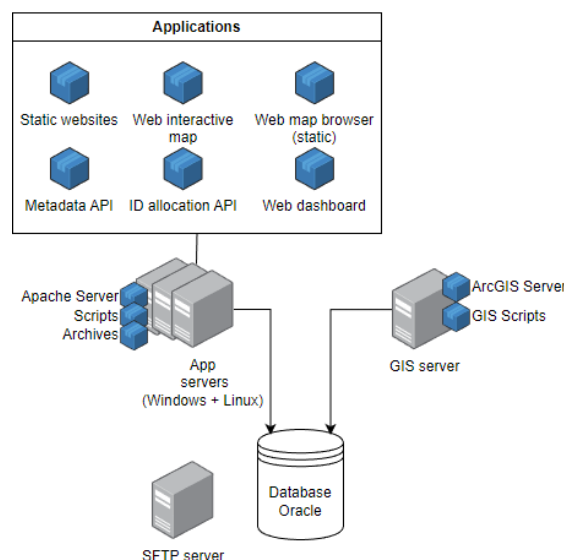 Applications
Static websites
Web interactive
map
Web map browser
(static)
Metadata API
ID allocation API
Web dashboard
Apache Server
Scripts
Archives
App
servers
(Windows + Linux)
ArcGIS Server
GIS Scripts
GIS server
Database
Oracle
SFTP server